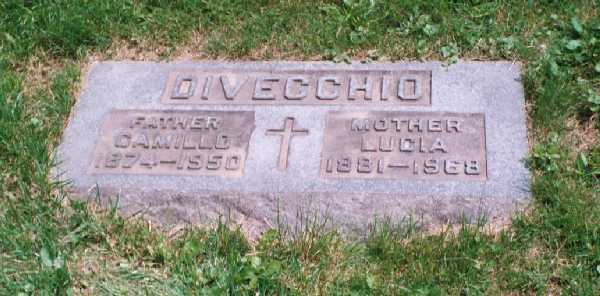 DIVECCHIO
FATHER
CAMILLO
1874–1950
MOTHER
LUCIA
1881–1968